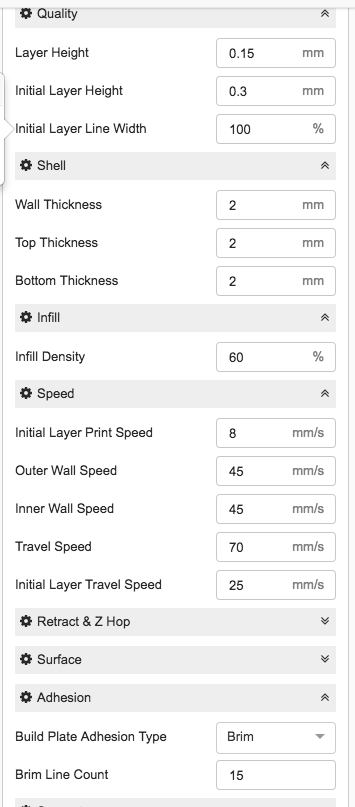 Quality
Layer Height 0.15 mm
Initial Layer Height 0.3 mm
Initial Layer Line Width 100 %
Shell
Wall Thickness 2 mm
Top Thickness 2 mm
Bottom Thickness 2 mm
Infill
Infill Density 60 %
Speed
Initial Layer Print Speed 8 mm/s
Outer Wall Speed 45 mm/s
Inner Wall Speed 45 mm/s
Travel Speed 70 mm/s
Initial Layer Travel Speed 25 mm/s
Retract & Z Hop
Surface
Adhesion
Build Plate Adhesion Type Brim
Brim Line Count 15